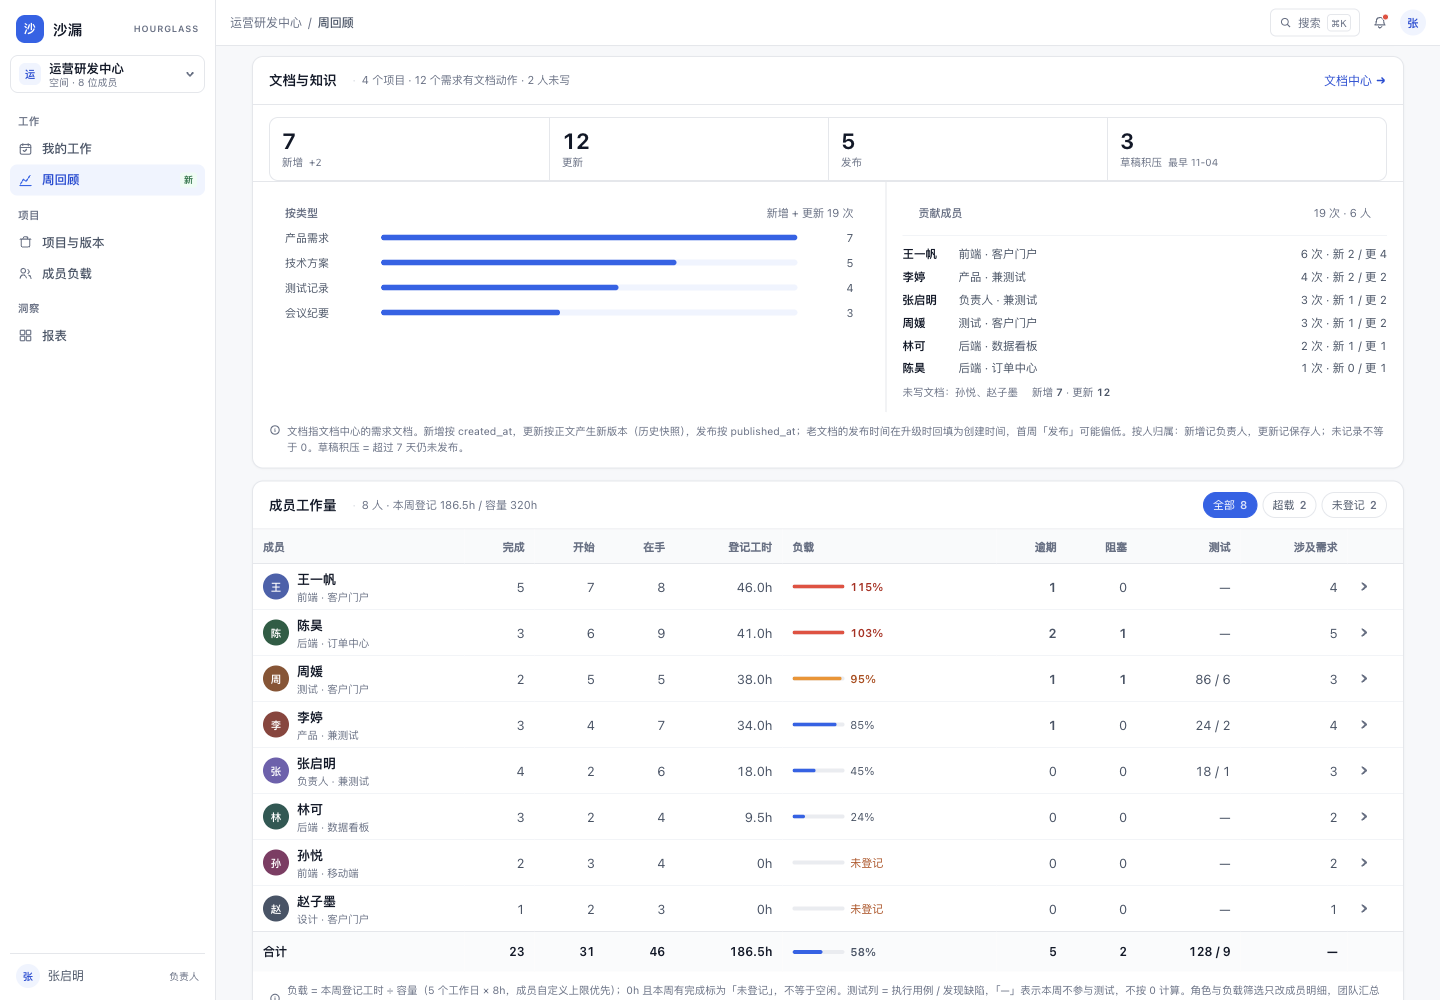 沙 沙漏 HOURGLASS
运 运营研发中心
空间 · 8 位成员
工作
我的工作
周回顾 新
项目
项目与版本
成员负载
洞察
报表
张 张启明 负责人
运营研发中心 / 周回顾 搜索 ⌘K 张
文档与知识 · 4 个项目 · 12 个需求有文档动作 · 2 人未写 文档中心 →
7 12 5 3
新增 +2 更新 发布 草稿积压 最早 11-04
按类型 新增 + 更新 19 次
产品需求 7
技术方案 5
测试记录 4
会议纪要 3
贡献成员 19 次 · 6 人
王一帆 前端 · 客户门户 6 次 · 新 2 / 更 4
李婷 产品 · 兼测试 4 次 · 新 2 / 更 2
张启明 负责人 · 兼测试 3 次 · 新 1 / 更 2
周媛 测试 · 客户门户 3 次 · 新 1 / 更 2
林可 后端 · 数据看板 2 次 · 新 1 / 更 1
陈昊 后端 · 订单中心 1 次 · 新 0 / 更 1
未写文档：孙悦、赵子墨 新增 7 · 更新 12
文档指文档中心的需求文档。新增按 created_at，更新按正文产生新版本（历史快照），发布按 published_at；老文档的发布时间在升级时回填为创建时间，首周「发布」可能偏低。按人归属：新增记负责人，更新记保存人；未记录不等
于 0。草稿积压 = 超过 7 天仍未发布。
成员工作量 · 8 人 · 本周登记 186.5h / 容量 320h 全部 8 超载 2 未登记 2
成员 完成 开始 在手 登记工时 负载 逾期 阻塞 测试 涉及需求
王 王一帆 5 7 8 46.0h 115% 1 0 — 4
前端 · 客户门户
陈 陈昊 3 6 9 41.0h 103% 2 1 — 5
后端 · 订单中心
周 周媛 2 5 5 38.0h 95% 1 1 86 / 6 3
测试 · 客户门户
李 李婷 3 4 7 34.0h 85% 1 0 24 / 2 4
产品 · 兼测试
张 张启明 4 2 6 18.0h 45% 0 0 18 / 1 3
负责人 · 兼测试
林 林可 3 2 4 9.5h 24% 0 0 — 2
后端 · 数据看板
孙 孙悦 2 3 4 0h 未登记 0 0 — 2
前端 · 移动端
赵 赵子墨 1 2 3 0h 未登记 0 0 — 1
设计 · 客户门户
合计 23 31 46 186.5h 58% 5 2 128 / 9 —
负载 = 本周登记工时 ÷ 容量（5 个工作日 × 8h，成员自定义上限优先）；0h 且本周有完成标为「未登记」，不等于空闲。测试列 = 执行用例 / 发现缺陷，「—」表示本周不参与测试，不按 0 计算。角色与负载筛选只改成员明细，团队汇总